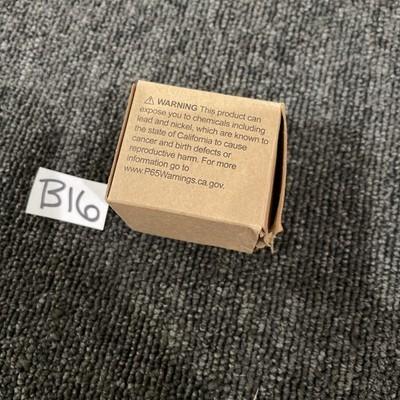 ⚠ WARNING This product can
expose you to chemicals including
lead and nickel, which are known to
the state of California to cause
cancer and birth defects or
reproductive harm. For more
information go to
www.P65Warnings.ca.gov.
B16